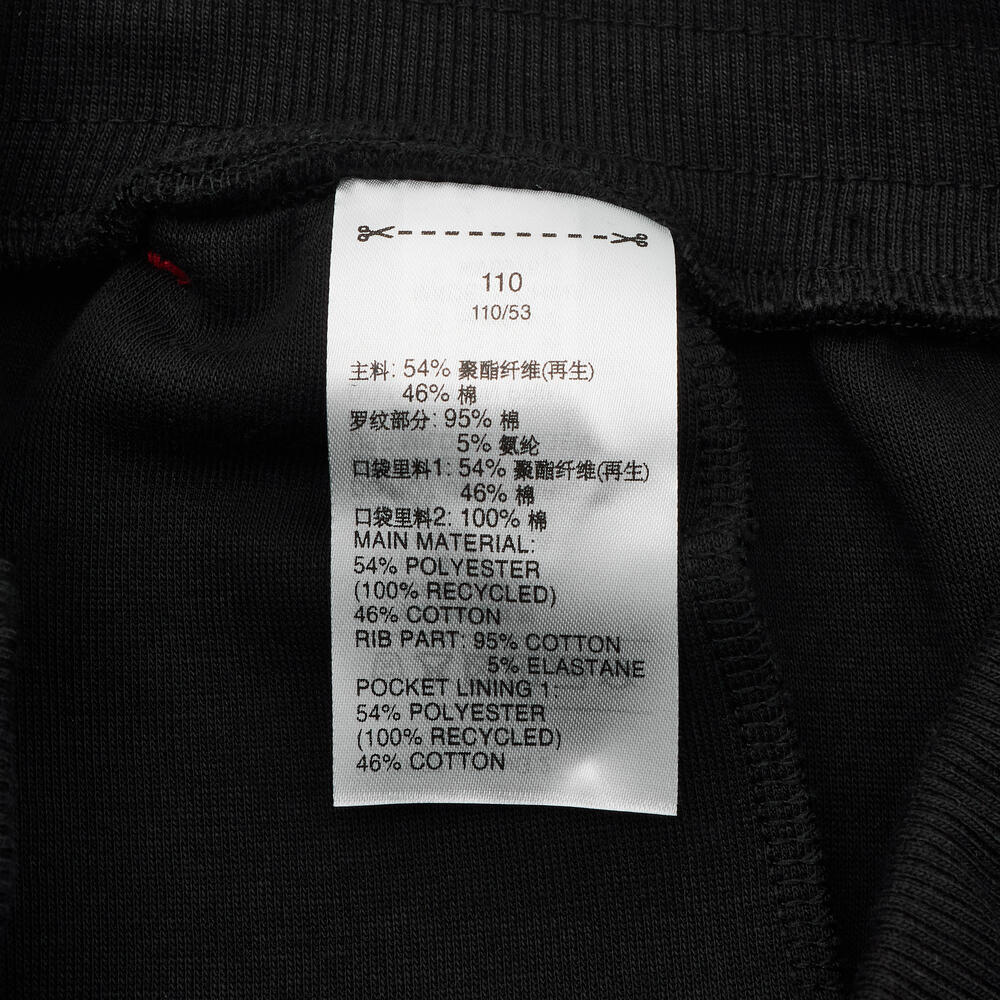 110
110/53
主料: 54% 聚酯纤维(再生)
46% 棉
罗纹部分: 95% 棉
5% 氨纶
口袋里料1: 54% 聚酯纤维(再生)
46% 棉
口袋里料2: 100% 棉
MAIN MATERIAL:
54% POLYESTER
(100% RECYCLED)
46% COTTON
RIB PART: 95% COTTON
5% ELASTANE
POCKET LINING 1:
54% POLYESTER
(100% RECYCLED)
46% COTTON